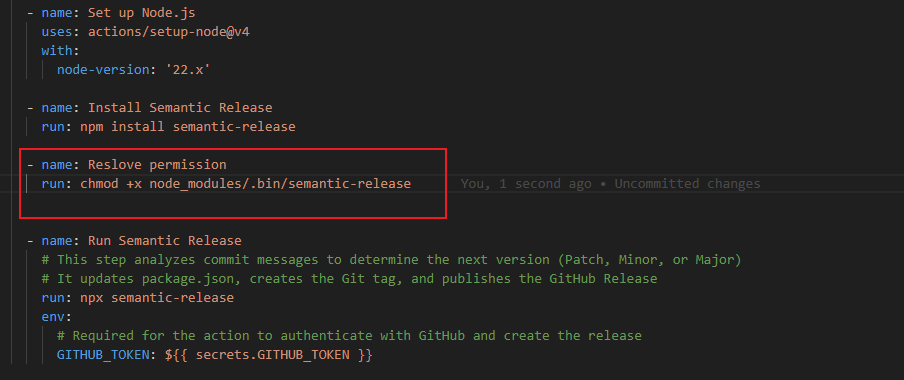 - name: Set up Node.js
uses: actions/setup-node@v4
with:
node-version: '22.x'
- name: Install Semantic Release
run: npm install semantic-release
- name: Reslove permission
run: chmod +x node_modules/.bin/semantic-release You, 1 second ago • Uncommitted changes
- name: Run Semantic Release
# This step analyzes commit messages to determine the next version (Patch, Minor, or Major)
# It updates package.json, creates the Git tag, and publishes the GitHub Release
run: npx semantic-release
env:
# Required for the action to authenticate with GitHub and create the release
GITHUB_TOKEN: ${{ secrets.GITHUB_TOKEN }}